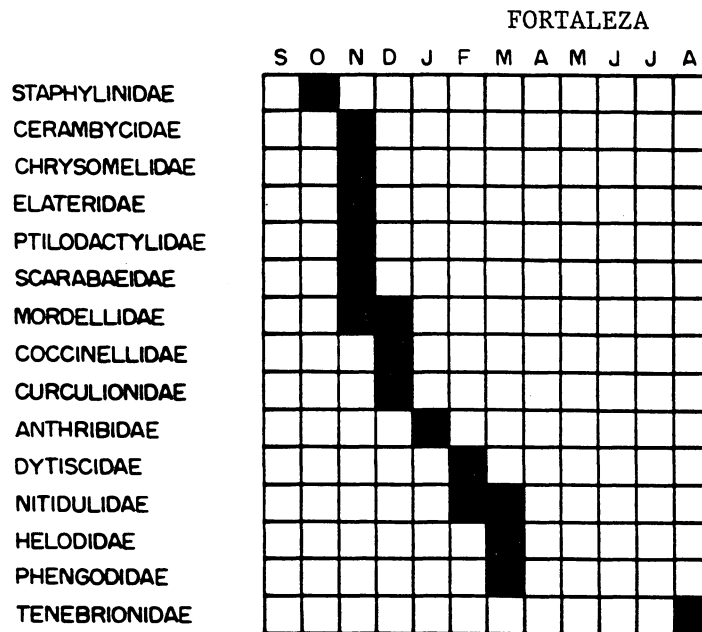 FORTALEZA
S O N D J F M A M J J A
STAPHYLINIDAE
CERAMBYCIDAE
CHRYSOMELIDAE
ELATERIDAE
PTILODACTYLIDAE
SCARABAEIDAE
MORDELLIDAE
COCCINELLIDAE
CURCULIONIDAE
ANTHRIBIDAE
DYTISCIDAE
NITIDULIDAE
HELODIDAE
PHENGODIDAE
TENEBRIONIDAE